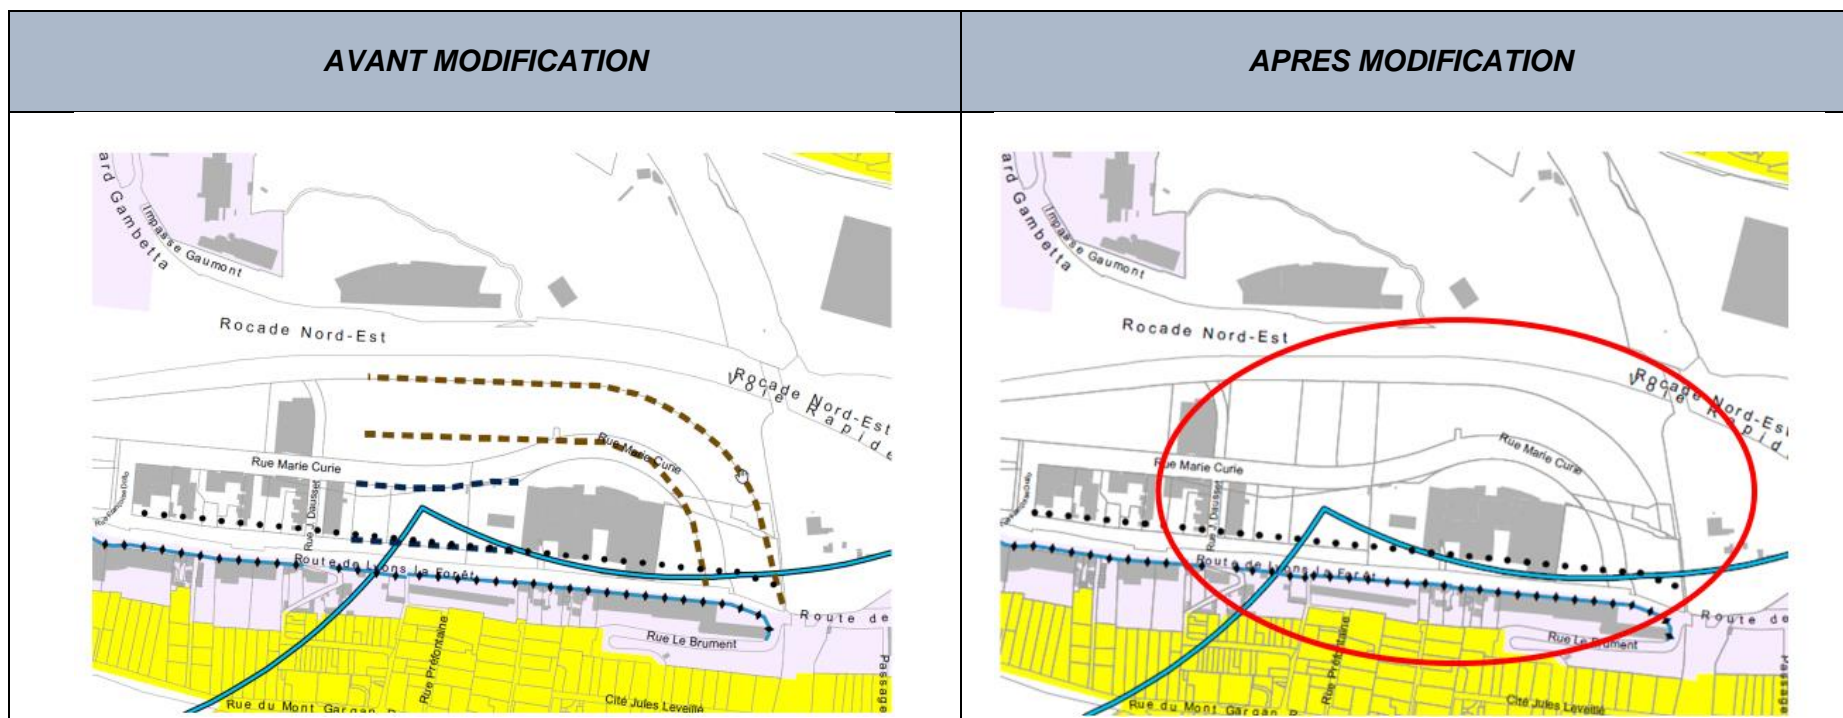 AVANT MODIFICATION
APRES MODIFICATION
ard Gambetta
Impasse Gaumont
Rocade Nord-Est
Rocade Nord-Est
Voie Rapide
Rue Marie Curie
Rue Marie Curie
Rue J. Dausset
Route de Lyons La Forêt
Route de
Rue Le Brument
Rue Préfontaine
Passage
Cité Jules Leveillé
Rue du Mont Gargan
ard Gambetta
Impasse Gaumont
Rocade Nord-Est
Rocade Nord-Est
Voie Rapide
Rue Marie Curie
Rue Marie Curie
Rue J. Dausset
Route de Lyons La Forêt
Route de
Rue Le Brument
Rue Préfontaine
Passage
Cité Jules Leveillé
Rue du Mont Gargan